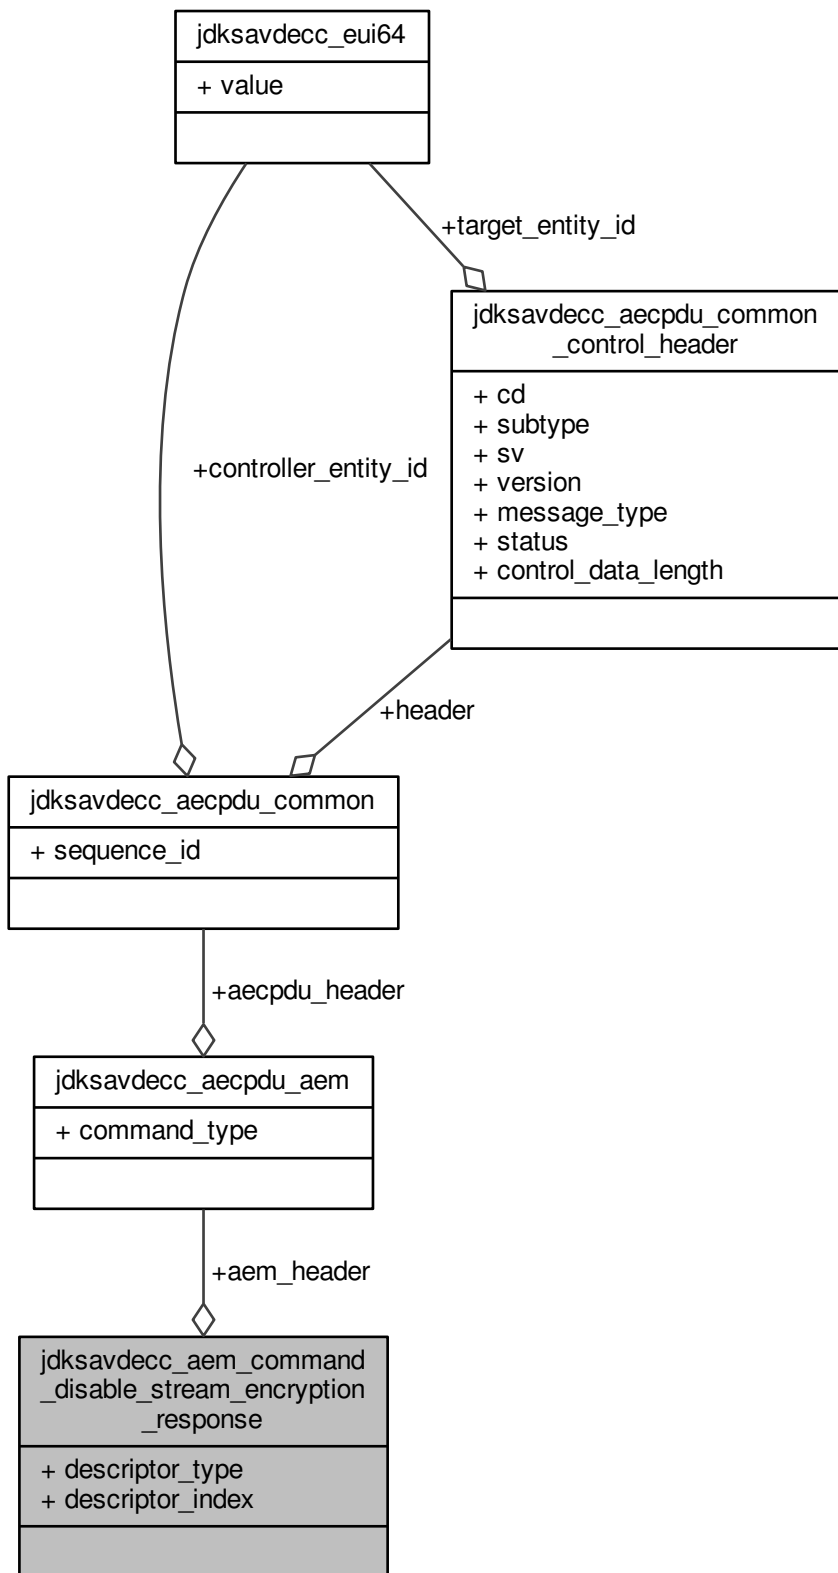 jdksavdecc_eui64
+ value
+target_entity_id
jdksavdecc_aecpdu_common
_control_header
+ cd
+ subtype
+ sv
+ version
+ message_type
+ status
+ control_data_length
+controller_entity_id
+header
jdksavdecc_aecpdu_common
+ sequence_id
+aecpdu_header
jdksavdecc_aecpdu_aem
+ command_type
+aem_header
jdksavdecc_aem_command
_disable_stream_encryption
_response
+ descriptor_type
+ descriptor_index